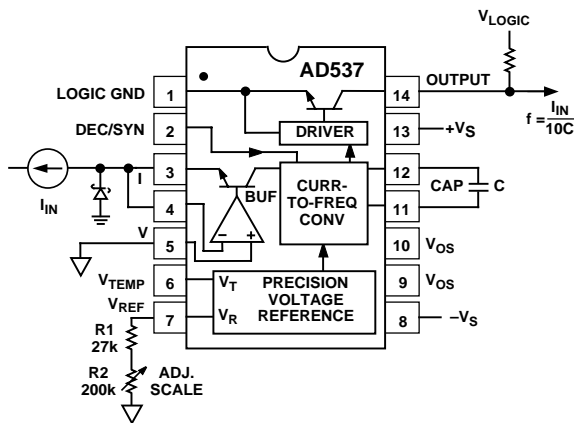 VLOGIC
AD537
LOGIC GND
1
14
OUTPUT
f = IIN
10C
DRIVER
DEC/SYN
2
13
+VS
IIN
I
3
BUF
CURR-
TO-FREQ
CONV
12
CAP
C
4
11
V
5
−
+
10
VOS
VTEMP
6
VT
PRECISION
VOLTAGE
REFERENCE
9
VOS
VREF
7
VR
8
−VS
R1
27k
R2
200k
ADJ.
SCALE